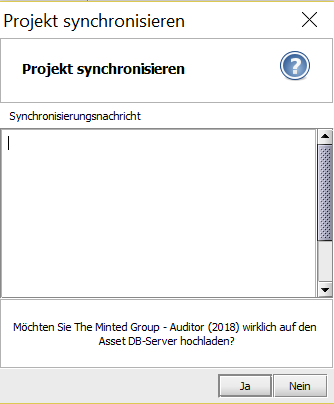 Projekt synchronisieren
Projekt synchronisieren
Synchronisierungsnachricht
Möchten Sie The Minted Group - Auditor (2018) wirklich auf den
Asset DB-Server hochladen?
Ja
Nein